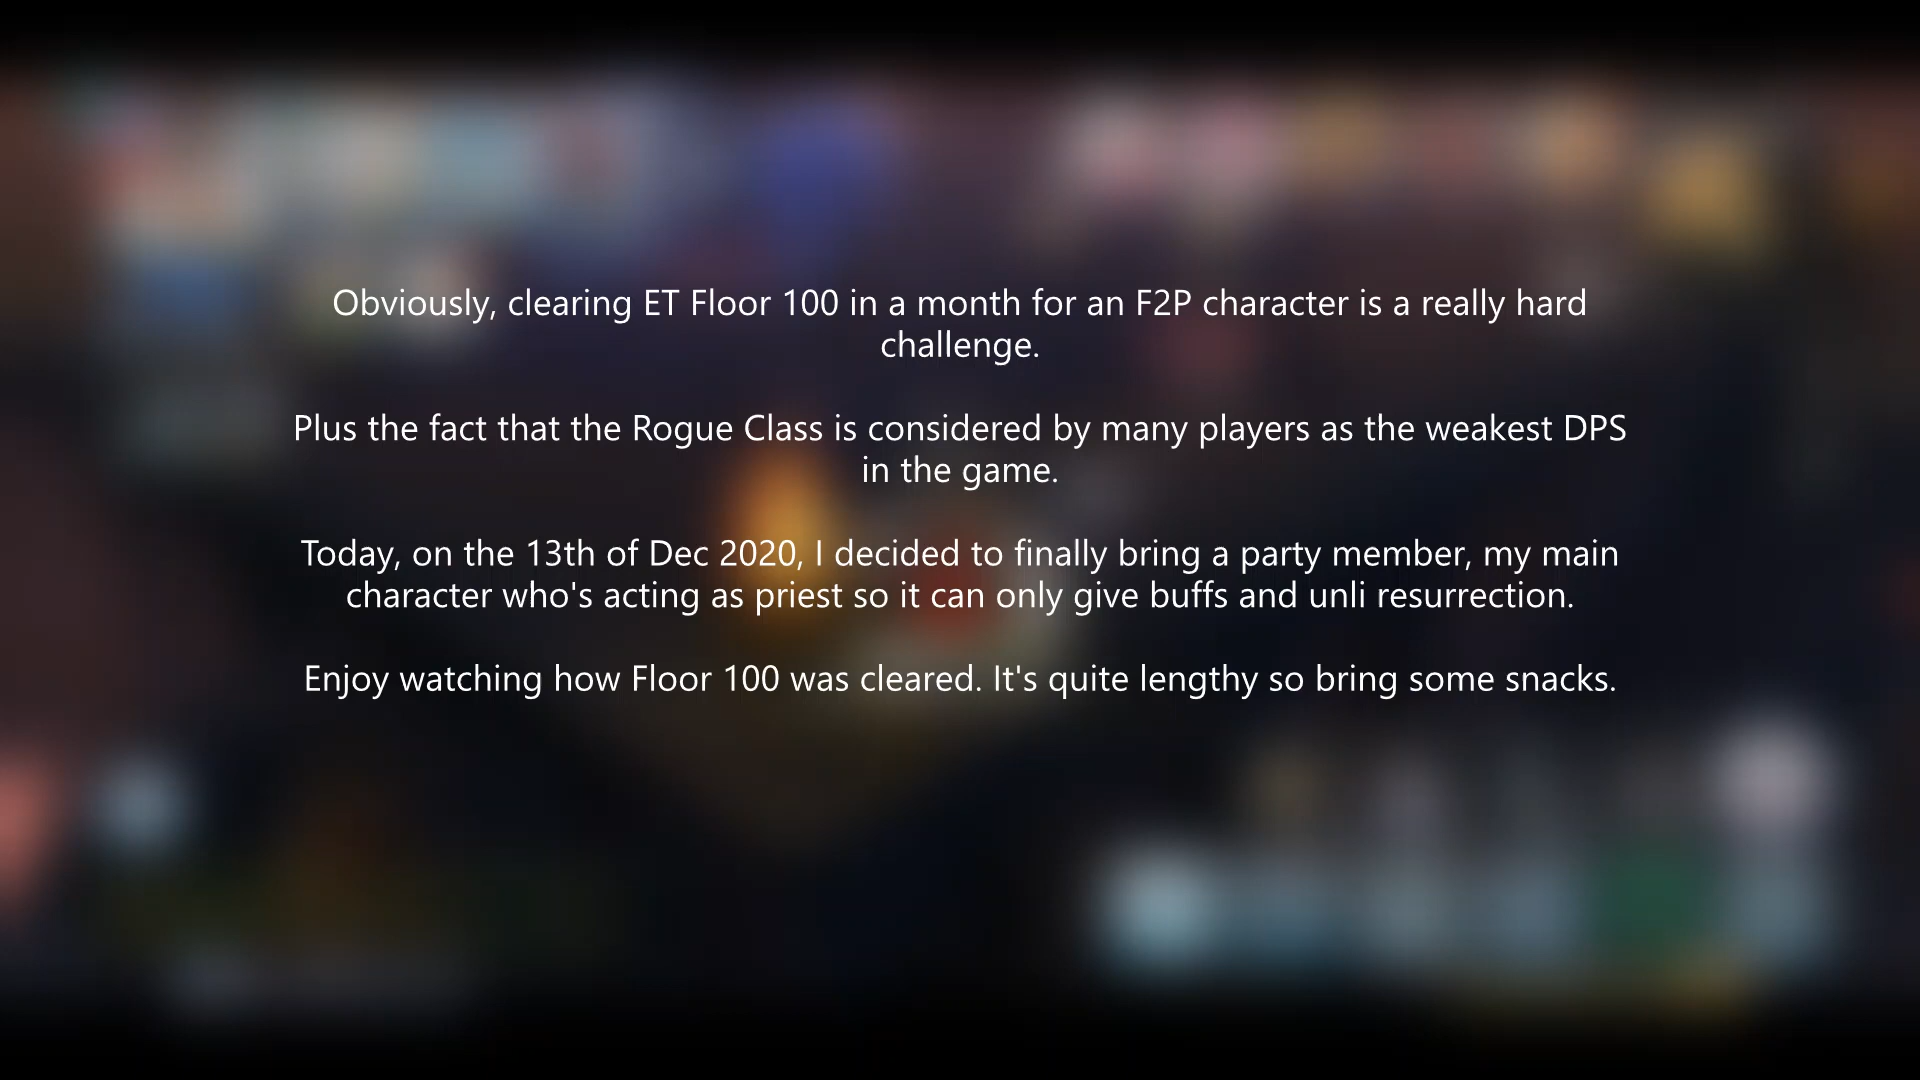 Obviously, clearing ET Floor 100 in a month for an F2P character is a really hard
challenge.
Plus the fact that the Rogue Class is considered by many players as the weakest DPS
in the game.
Today, on the 13th of Dec 2020, I decided to finally bring a party member, my main
character who's acting as priest so it can only give buffs and unli resurrection.
Enjoy watching how Floor 100 was cleared. It's quite lengthy so bring some snacks.